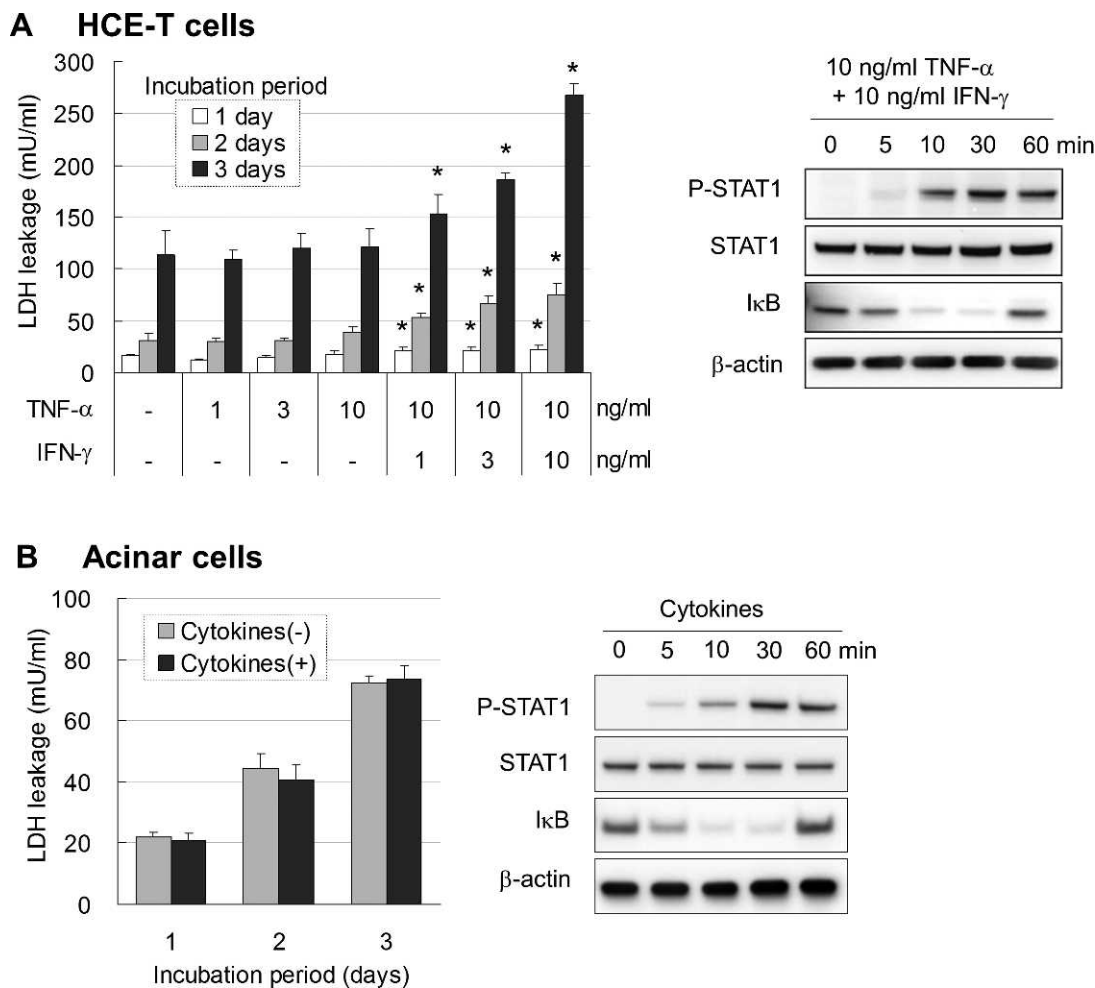 A HCE-T cells
300
250
200
150
100
50
0
LDH leakage (mU/ml)
Incubation period
1 day
2 days
3 days
* * *
* * *
* * *
TNF-α - 1 3 10 10 10 10 ng/ml
IFN-γ - - - - 1 3 10 ng/ml
10 ng/ml TNF-α
+ 10 ng/ml IFN-γ
0 5 10 30 60 min
P-STAT1
STAT1
IκB
β-actin
B Acinar cells
100
80
60
40
20
0
LDH leakage (mU/ml)
Cytokines(-)
Cytokines(+)
1 2 3
Incubation period (days)
Cytokines
0 5 10 30 60 min
P-STAT1
STAT1
IκB
β-actin